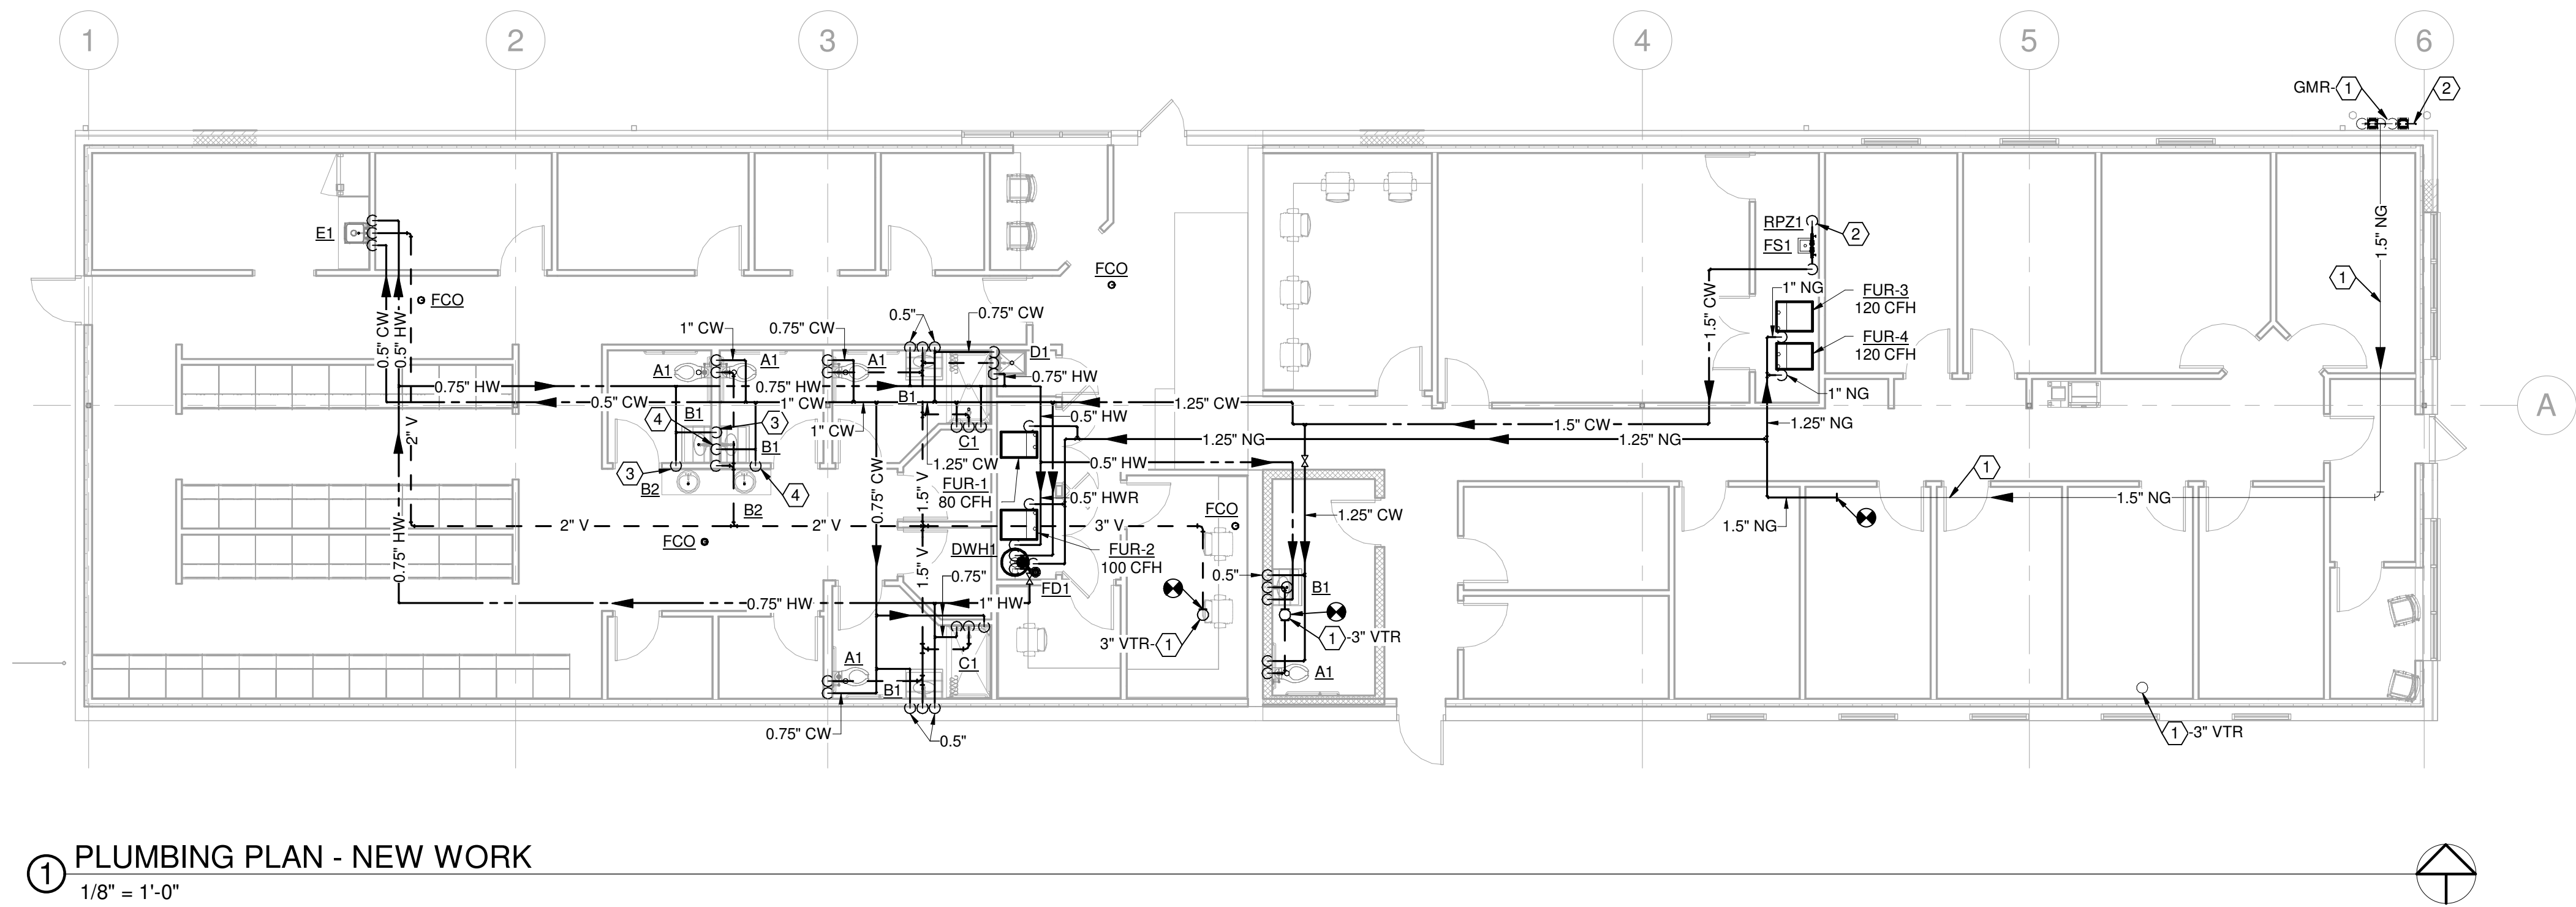 1
2
3
4
5
6
GMR-1
2
1.5" NG
1
E1
FCO
FCO
RPZ1
2
FS1
1" NG
FUR-3
120 CFH
FUR-4
120 CFH
1" NG
1.5" CW
0.5" CW
0.5" HW
1" CW
0.75" CW
0.5"
0.75" CW
A1
A1
A1
D1
0.75" HW
0.75" HW
0.75" HW
0.5" CW
1" CW
B1
1.25" CW
A
B1
4
3
0.5" HW
2" V
1" CW
C1
1.5" CW
1.25" NG
1.25" NG
1.25" NG
B1
1.25" CW
0.5" HW
3
B2
4
FUR-1
80 CFH
0.5" HWR
1
1.5" NG
1.5" NG
0.75" CW
1.5" V
B2
FCO
1.25" CW
2" V
2" V
3" V
FCO
DWH1
FUR-2
100 CFH
0.75" HW
1.5" V
0.75"
FD1
0.5"
B1
0.75" HW
1" HW
3" VTR-1
1-3" VTR
A1
C1
A1
B1
0.75" CW
0.5"
1-3" VTR
1
PLUMBING PLAN - NEW WORK
1/8" = 1'-0"